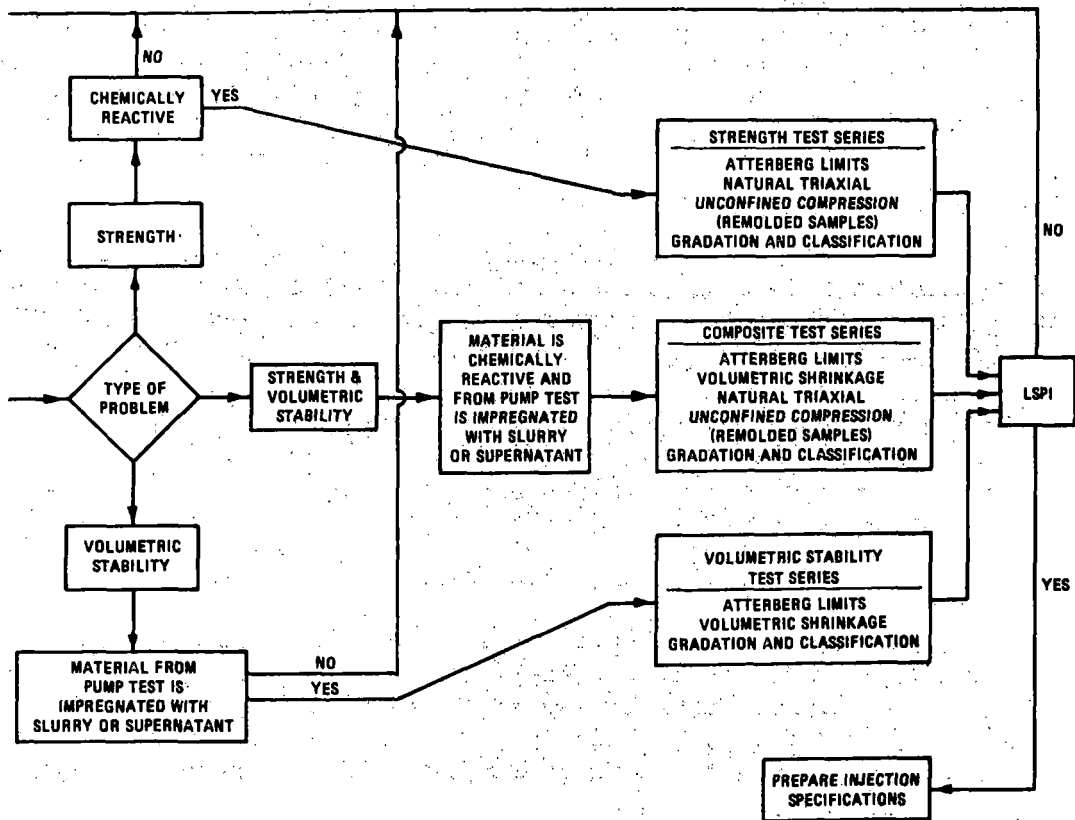 NO
CHEMICALLY
REACTIVE
YES
STRENGTH
TYPE OF
PROBLEM
STRENGTH &
VOLUMETRIC
STABILITY
VOLUMETRIC
STABILITY
MATERIAL FROM
PUMP TEST IS
IMPREGNATED WITH
SLURRY OR SUPERNATANT
NO
YES
MATERIAL IS
CHEMICALLY
REACTIVE AND
FROM PUMP TEST
IS IMPREGNATED
WITH SLURRY
OR SUPERNATANT
STRENGTH TEST SERIES
ATTERBERG LIMITS
NATURAL TRIAXIAL
UNCONFINED COMPRESSION
(REMOLDED SAMPLES)
GRADATION AND CLASSIFICATION
COMPOSITE TEST SERIES
ATTERBERG LIMITS
VOLUMETRIC SHRINKAGE
NATURAL TRIAXIAL
UNCONFINED COMPRESSION
(REMOLDED SAMPLES)
GRADATION AND CLASSIFICATION
VOLUMETRIC STABILITY
TEST SERIES
ATTERBERG LIMITS
VOLUMETRIC SHRINKAGE
GRADATION AND CLASSIFICATION
NO
LSPI
YES
PREPARE INJECTION
SPECIFICATIONS